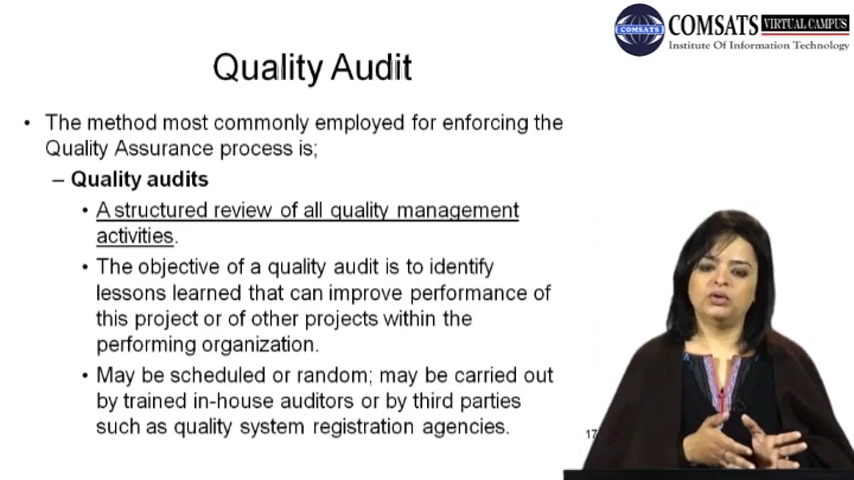 COMSATS VIRTUAL CAMPUS
Institute Of Information Technology
COMSATS
Quality Audit
• The method most commonly employed for enforcing the
Quality Assurance process is;
– Quality audits
• A structured review of all quality management
activities.
• The objective of a quality audit is to identify
lessons learned that can improve performance of
this project or of other projects within the
performing organization.
• May be scheduled or random; may be carried out
by trained in-house auditors or by third parties
such as quality system registration agencies.
17